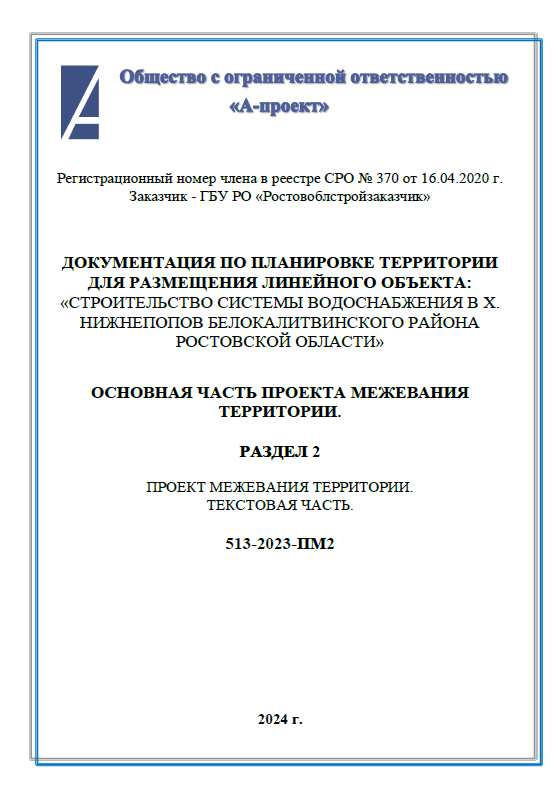 Общество с ограниченной ответственностью
«А-проект»
Регистрационный номер члена в реестре СРО № 370 от 16.04.2020 г.
Заказчик - ГБУ РО «Ростовоблстройзаказчик»
ДОКУМЕНТАЦИЯ ПО ПЛАНИРОВКЕ ТЕРРИТОРИИ
ДЛЯ РАЗМЕЩЕНИЯ ЛИНЕЙНОГО ОБЪЕКТА:
«СТРОИТЕЛЬСТВО СИСТЕМЫ ВОДОСНАБЖЕНИЯ В Х.
НИЖНЕПОПОВ БЕЛОКАЛИТВИНСКОГО РАЙОНА
РОСТОВСКОЙ ОБЛАСТИ»
ОСНОВНАЯ ЧАСТЬ ПРОЕКТА МЕЖЕВАНИЯ
ТЕРРИТОРИИ.
РАЗДЕЛ 2
ПРОЕКТ МЕЖЕВАНИЯ ТЕРРИТОРИИ.
ТЕКСТОВАЯ ЧАСТЬ.
513-2023-ПМ2
2024 г.